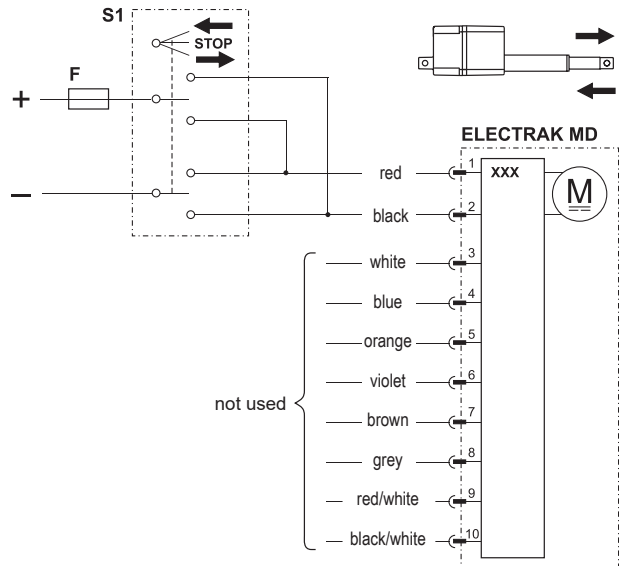 S1
STOP
F
+
–
ELECTRAK MD
red 1 XXX
M
black 2
white 3
blue 4
orange 5
violet 6
not used
brown 7
grey 8
red/white 9
black/white 10